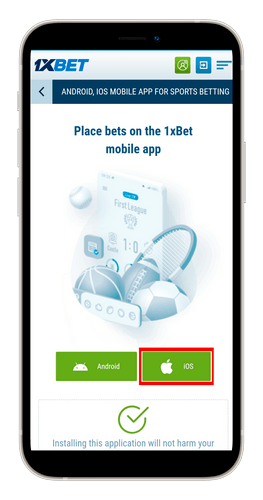 1XBET
ANDROID, IOS MOBILE APP FOR SPORTS BETTING
Place bets on the 1xBet
mobile app
First League
1:0
Android
iOS
Installing this application will not harm your